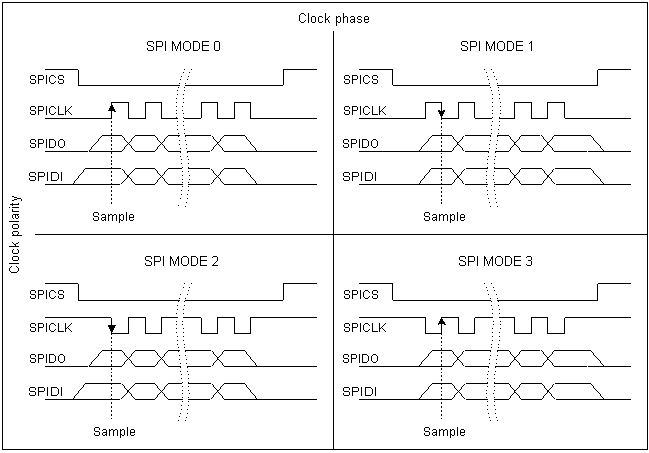 Clock phase
SPI MODE 0
SPICS
SPICLK
SPIDO
SPIDI
Sample
SPI MODE 1
SPICS
SPICLK
SPIDO
SPIDI
Sample
Clock polarity
SPI MODE 2
SPICS
SPICLK
SPIDO
SPIDI
Sample
SPI MODE 3
SPICS
SPICLK
SPIDO
SPIDI
Sample